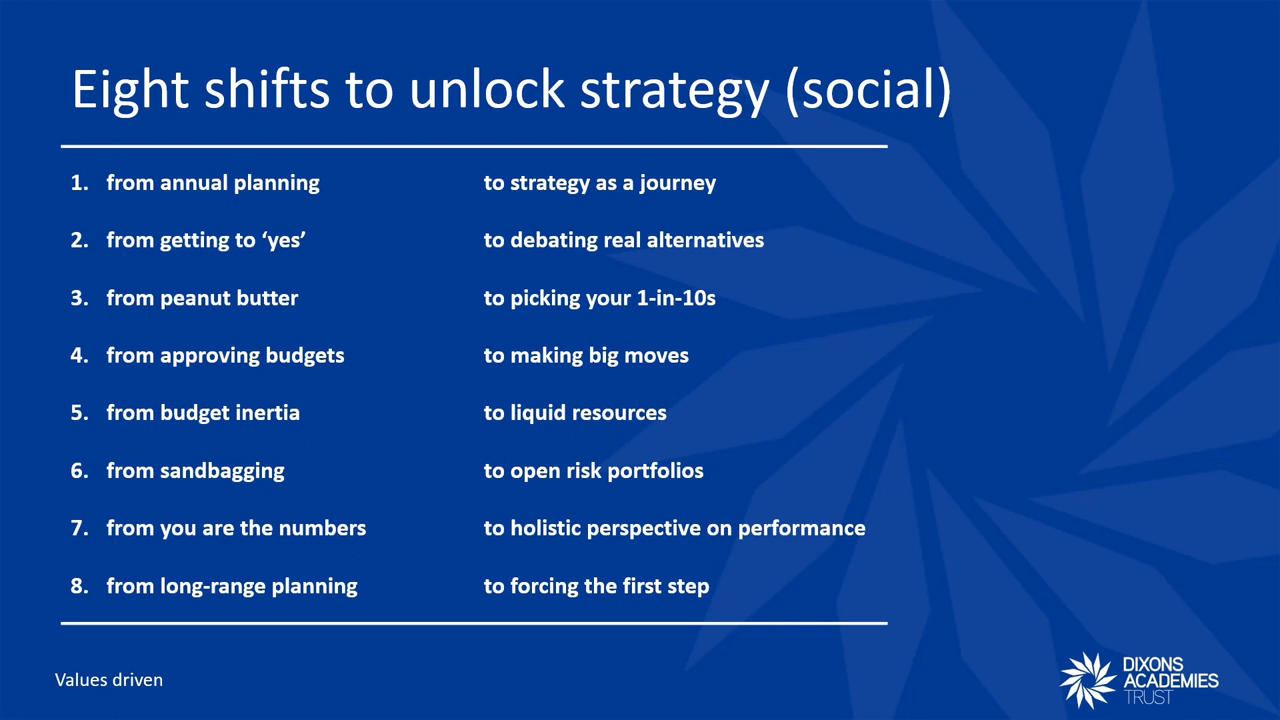 Eight shifts to unlock strategy (social)
1. from annual planning to strategy as a journey
2. from getting to ‘yes’ to debating real alternatives
3. from peanut butter to picking your 1-in-10s
4. from approving budgets to making big moves
5. from budget inertia to liquid resources
6. from sandbagging to open risk portfolios
7. from you are the numbers to holistic perspective on performance
8. from long-range planning to forcing the first step
Values driven
DIXONS
ACADEMIES
TRUST